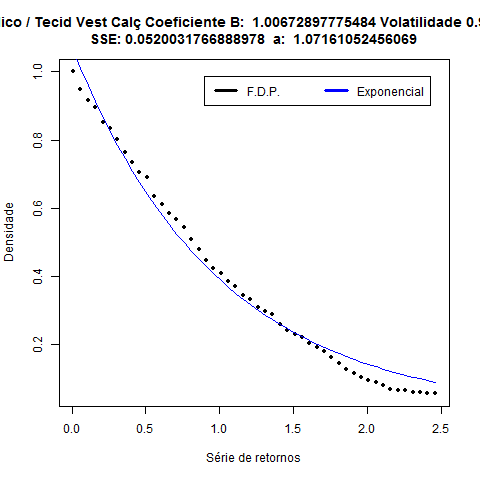 lico / Tecid Vest Calç Coeficiente B: 1.00672897775484 Volatilidade 0.9
SSE: 0.0520031766888978 a: 1.07161052456069
F.D.P. Exponencial
Densidade
1.0
0.8
0.6
0.4
0.2
0.0 0.5 1.0 1.5 2.0 2.5
Série de retornos